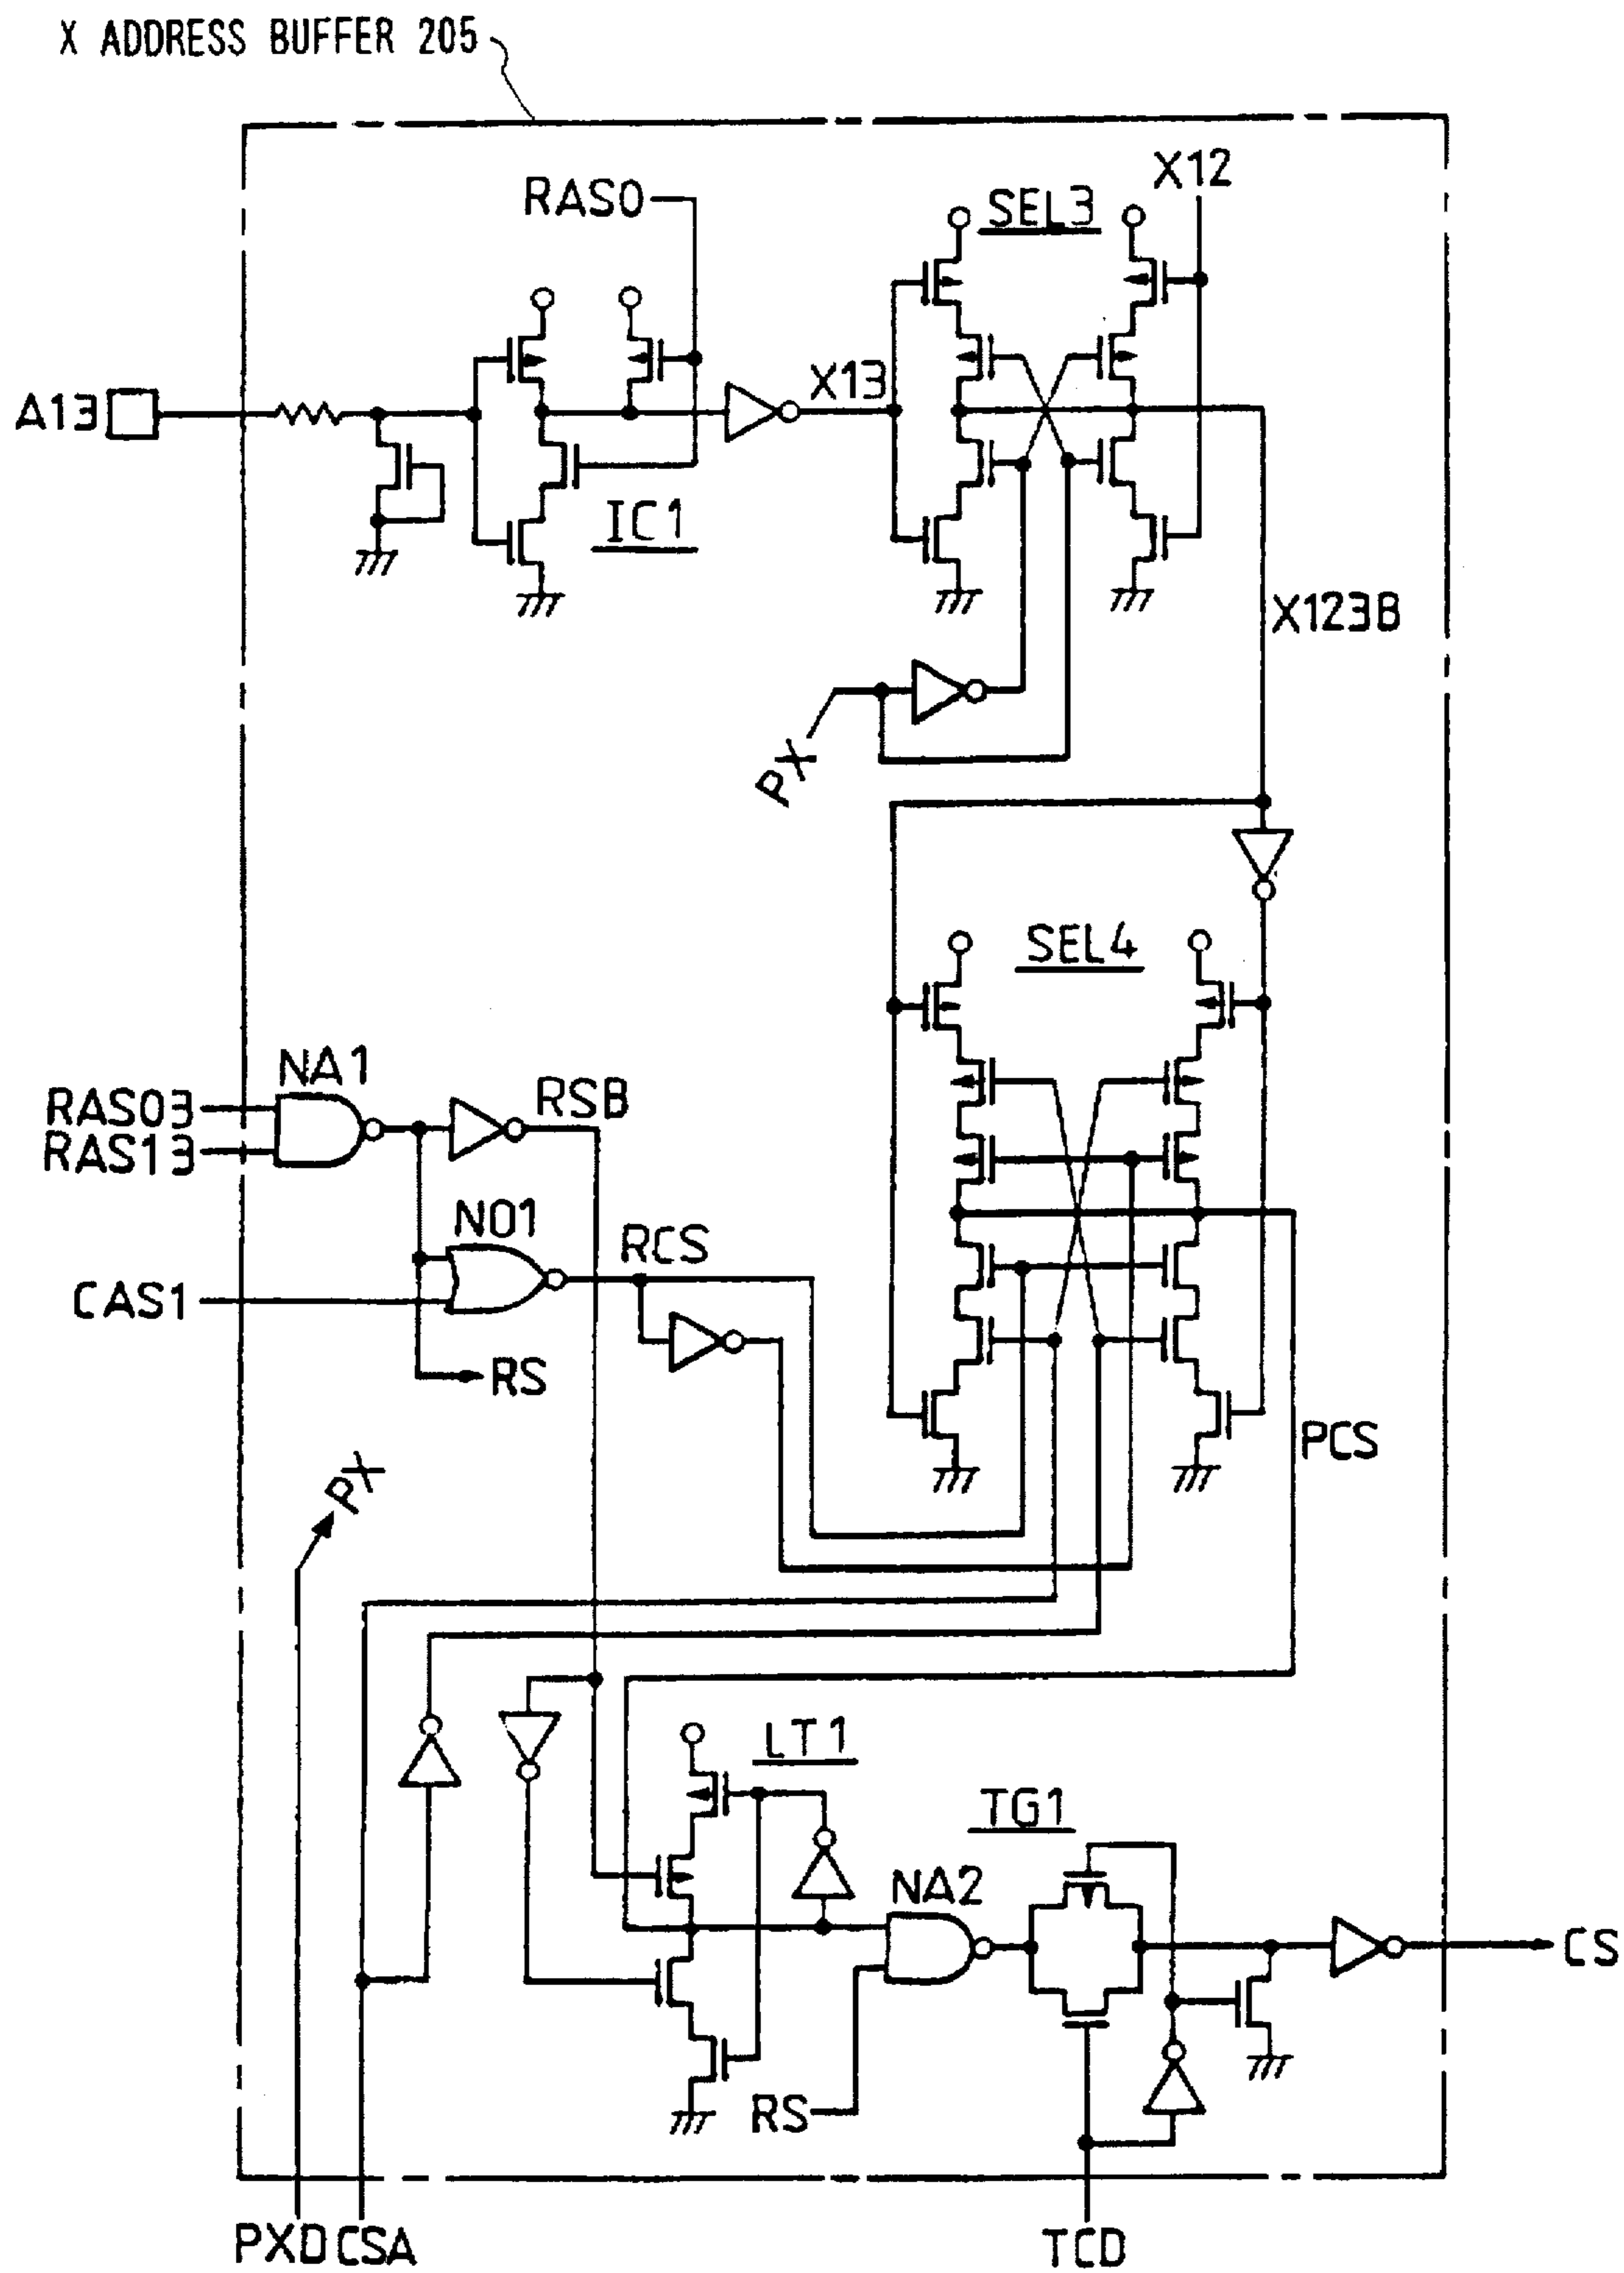 X ADDRESS BUFFER 205
X12
RAS0
SEL3
A13
X13
IC1
X123B
PX
SEL4
NA1
RAS03
RSB
RAS13
NO1
RCS
CAS1
RS
PCS
PX
LT1
TG1
NA2
CS
RS
PXD
CSA
TCD